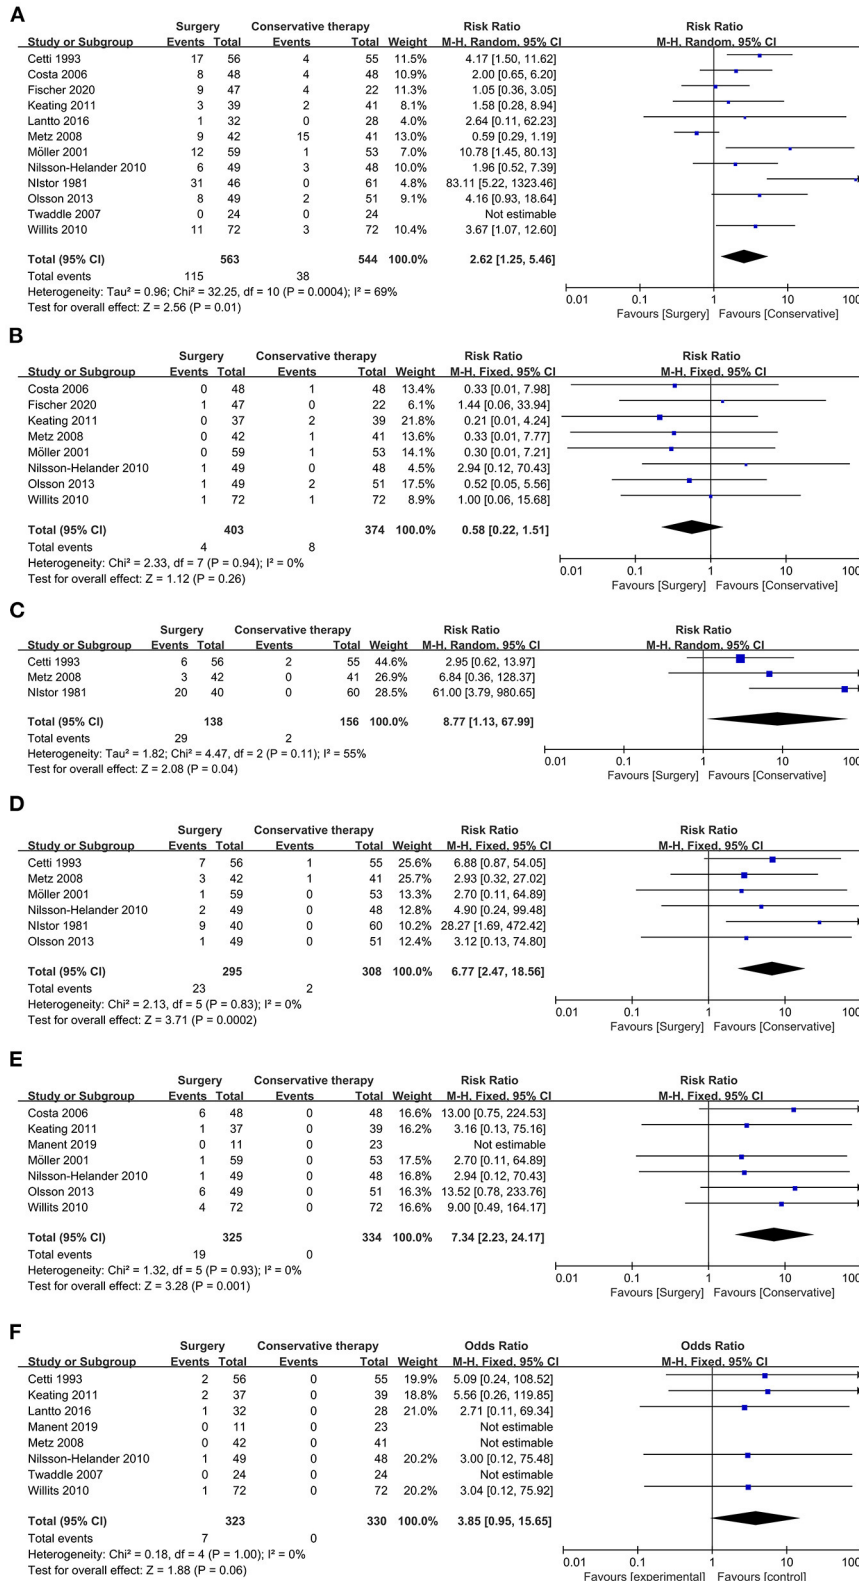 A
Surgery Conservative therapy Risk Ratio Risk Ratio
Study or Subgroup Events Total Events Total Weight M-H, Random, 95% CI M-H, Random, 95% CI
Cetti 1993 17 56 4 55 11.5% 4.17 [1.50, 11.62]
Costa 2006 8 48 4 48 10.9% 2.00 [0.65, 6.20]
Fischer 2020 9 47 4 22 11.3% 1.05 [0.36, 3.05]
Keating 2011 3 39 2 41 8.1% 1.58 [0.28, 8.94]
Lantto 2016 1 32 0 28 4.0% 2.64 [0.11, 62.23]
Metz 2008 9 42 15 41 13.0% 0.59 [0.29, 1.19]
Möller 2001 12 59 1 53 7.0% 10.78 [1.45, 80.13]
Nilsson-Helander 2010 6 49 3 48 10.0% 1.96 [0.52, 7.39]
NIstor 1981 31 46 0 61 4.8% 83.11 [5.22, 1323.46]
Olsson 2013 8 49 2 51 9.1% 4.16 [0.93, 18.64]
Twaddle 2007 0 24 0 24 Not estimable
Willits 2010 11 72 3 72 10.4% 3.67 [1.07, 12.60]
Total (95% CI) 563 544 100.0% 2.62 [1.25, 5.46]
Total events 115 38
Heterogeneity: Tau² = 0.96; Chi² = 32.25, df = 10 (P = 0.0004); I² = 69%
0.01 0.1 1 10 100
Test for overall effect: Z = 2.56 (P = 0.01)
Favours [Surgery] Favours [Conservative]
B
Surgery Conservative therapy Risk Ratio Risk Ratio
Study or Subgroup Events Total Events Total Weight M-H, Fixed, 95% CI M-H, Fixed, 95% CI
Costa 2006 0 48 1 48 13.4% 0.33 [0.01, 7.98]
Fischer 2020 1 47 0 22 6.1% 1.44 [0.06, 33.94]
Keating 2011 0 37 2 39 21.8% 0.21 [0.01, 4.24]
Metz 2008 0 42 1 41 13.6% 0.33 [0.01, 7.77]
Möller 2001 0 59 1 53 14.1% 0.30 [0.01, 7.21]
Nilsson-Helander 2010 1 49 0 48 4.5% 2.94 [0.12, 70.43]
Olsson 2013 1 49 2 51 17.5% 0.52 [0.05, 5.56]
Willits 2010 1 72 1 72 8.9% 1.00 [0.06, 15.68]
Total (95% CI) 403 374 100.0% 0.58 [0.22, 1.51]
Total events 4 8
Heterogeneity: Chi² = 2.33, df = 7 (P = 0.94); I² = 0%
0.01 0.1 1 10 100
Test for overall effect: Z = 1.12 (P = 0.26)
Favours [Surgery] Favours [Conservative]
C
Surgery Conservative therapy Risk Ratio Risk Ratio
Study or Subgroup Events Total Events Total Weight M-H, Random, 95% CI M-H, Random, 95% CI
Cetti 1993 6 56 2 55 44.6% 2.95 [0.62, 13.97]
Metz 2008 3 42 0 41 26.9% 6.84 [0.36, 128.37]
NIstor 1981 20 40 0 60 28.5% 61.00 [3.79, 980.65]
Total (95% CI) 138 156 100.0% 8.77 [1.13, 67.99]
Total events 29 2
Heterogeneity: Tau² = 1.82; Chi² = 4.47, df = 2 (P = 0.11); I² = 55%
0.01 0.1 1 10 100
Test for overall effect: Z = 2.08 (P = 0.04)
Favours [Surgery] Favours [Conservative]
D
Surgery Conservative therapy Risk Ratio Risk Ratio
Study or Subgroup Events Total Events Total Weight M-H, Fixed, 95% CI M-H, Fixed, 95% CI
Cetti 1993 7 56 1 55 25.6% 6.88 [0.87, 54.05]
Metz 2008 3 42 1 41 25.7% 2.93 [0.32, 27.02]
Möller 2001 1 59 0 53 13.3% 2.70 [0.11, 64.89]
Nilsson-Helander 2010 2 49 0 48 12.8% 4.90 [0.24, 99.48]
NIstor 1981 9 40 0 60 10.2% 28.27 [1.69, 472.42]
Olsson 2013 1 49 0 51 12.4% 3.12 [0.13, 74.80]
Total (95% CI) 295 308 100.0% 6.77 [2.47, 18.56]
Total events 23 2
Heterogeneity: Chi² = 2.13, df = 5 (P = 0.83); I² = 0%
0.01 0.1 1 10 100
Test for overall effect: Z = 3.71 (P = 0.0002)
Favours [Surgery] Favours [Conservative]
E
Surgery Conservative therapy Risk Ratio Risk Ratio
Study or Subgroup Events Total Events Total Weight M-H, Fixed, 95% CI M-H, Fixed, 95% CI
Costa 2006 6 48 0 48 16.6% 13.00 [0.75, 224.53]
Keating 2011 1 37 0 39 16.2% 3.16 [0.13, 75.16]
Manent 2019 0 11 0 23 Not estimable
Möller 2001 1 59 0 53 17.5% 2.70 [0.11, 64.89]
Nilsson-Helander 2010 1 49 0 48 16.8% 2.94 [0.12, 70.43]
Olsson 2013 6 49 0 51 16.3% 13.52 [0.78, 233.76]
Willits 2010 4 72 0 72 16.6% 9.00 [0.49, 164.17]
Total (95% CI) 325 334 100.0% 7.34 [2.23, 24.17]
Total events 19 0
Heterogeneity: Chi² = 1.32, df = 5 (P = 0.93); I² = 0%
0.01 0.1 1 10 100
Test for overall effect: Z = 3.28 (P = 0.001)
Favours [Surgery] Favours [Conservative]
F
Surgery Conservative therapy Odds Ratio Odds Ratio
Study or Subgroup Events Total Events Total Weight M-H, Fixed, 95% CI M-H, Fixed, 95% CI
Cetti 1993 2 56 0 55 19.9% 5.09 [0.24, 108.52]
Keating 2011 2 37 0 39 18.8% 5.56 [0.26, 119.85]
Lantto 2016 1 32 0 28 21.0% 2.71 [0.11, 69.34]
Manent 2019 0 11 0 23 Not estimable
Metz 2008 0 42 0 41 Not estimable
Nilsson-Helander 2010 1 49 0 48 20.2% 3.00 [0.12, 75.48]
Twaddle 2007 0 24 0 24 Not estimable
Willits 2010 1 72 0 72 20.2% 3.04 [0.12, 75.92]
Total (95% CI) 323 330 100.0% 3.85 [0.95, 15.65]
Total events 7 0
Heterogeneity: Chi² = 0.18, df = 4 (P = 1.00); I² = 0%
0.01 0.1 1 10 100
Test for overall effect: Z = 1.88 (P = 0.06)
Favours [experimental] Favours [control]